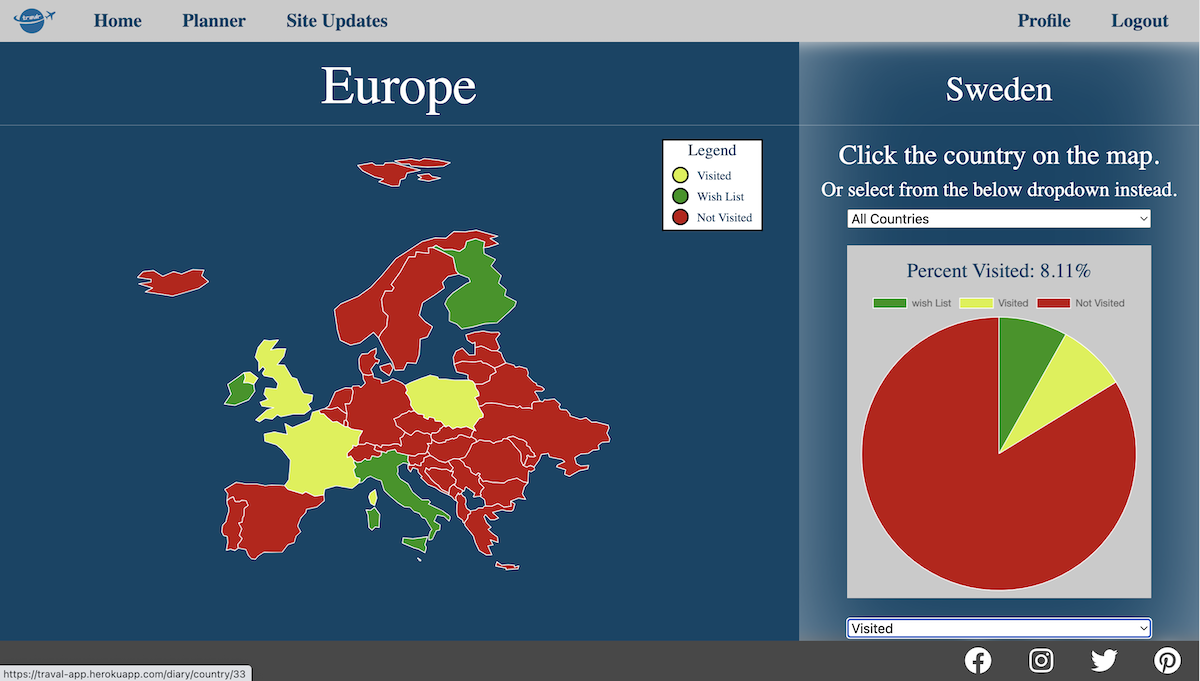 travlr
Home Planner Site Updates Profile Logout
Europe
Sweden
Legend
Visited
Wish List
Not Visited
Click the country on the map.
Or select from the below dropdown instead.
All Countries
Percent Visited: 8.11%
wish List Visited Not Visited
Visited
https://traval-app.herokuapp.com/diary/country/33